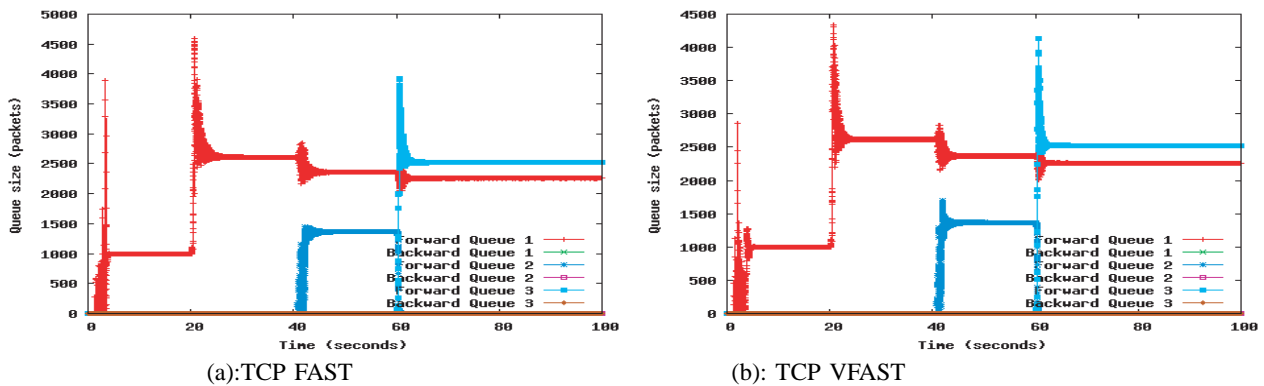 5000
4500
4000
3500
3000
2500
2000
1500
1000
500
0
Queue size (packets)
0 20 40 60 80 100
Time (seconds)
Forward Queue 1
Backward Queue 1
Forward Queue 2
Backward Queue 2
Forward Queue 3
Backward Queue 3
(a):TCP FAST
4500
4000
3500
3000
2500
2000
1500
1000
500
0
Queue size (packets)
0 20 40 60 80 100
Time (seconds)
Forward Queue 1
Backward Queue 1
Forward Queue 2
Backward Queue 2
Forward Queue 3
Backward Queue 3
(b): TCP VFAST